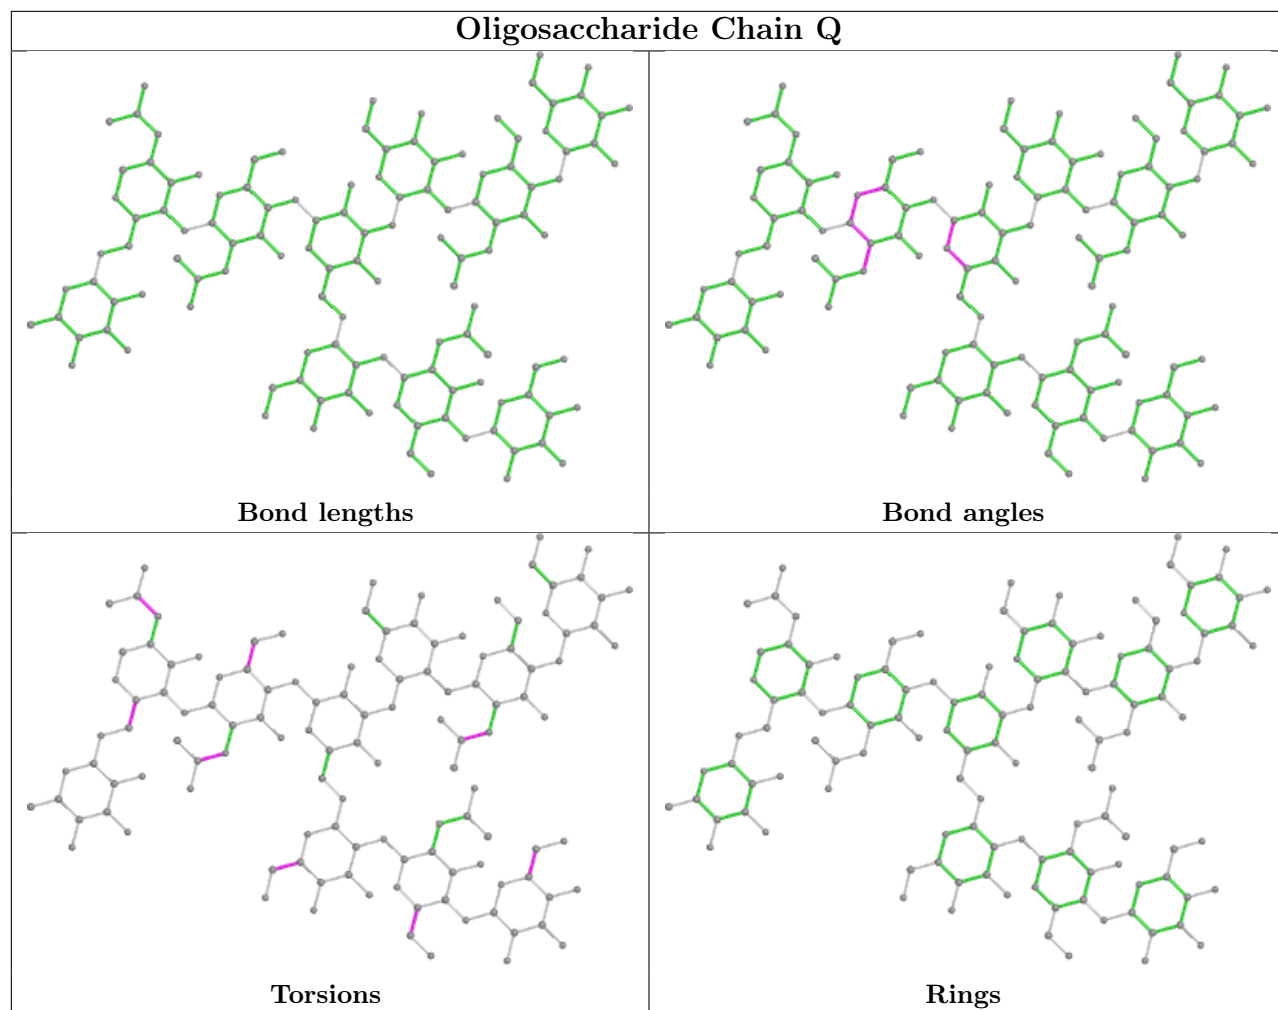 Oligosaccharide Chain Q
Bond lengths
Bond angles
Torsions
Rings